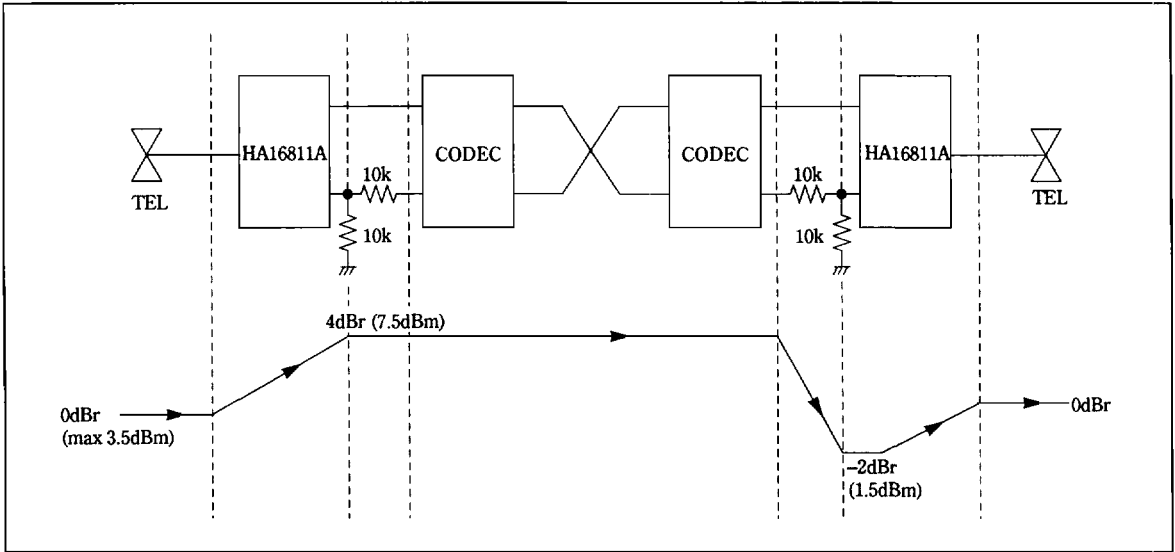 HA16811A
CODEC
CODEC
HA16811A
TEL
10k
10k
10k
10k
TEL
4dBr (7.5dBm)
0dBr
(max 3.5dBm)
0dBr
−2dBr
(1.5dBm)